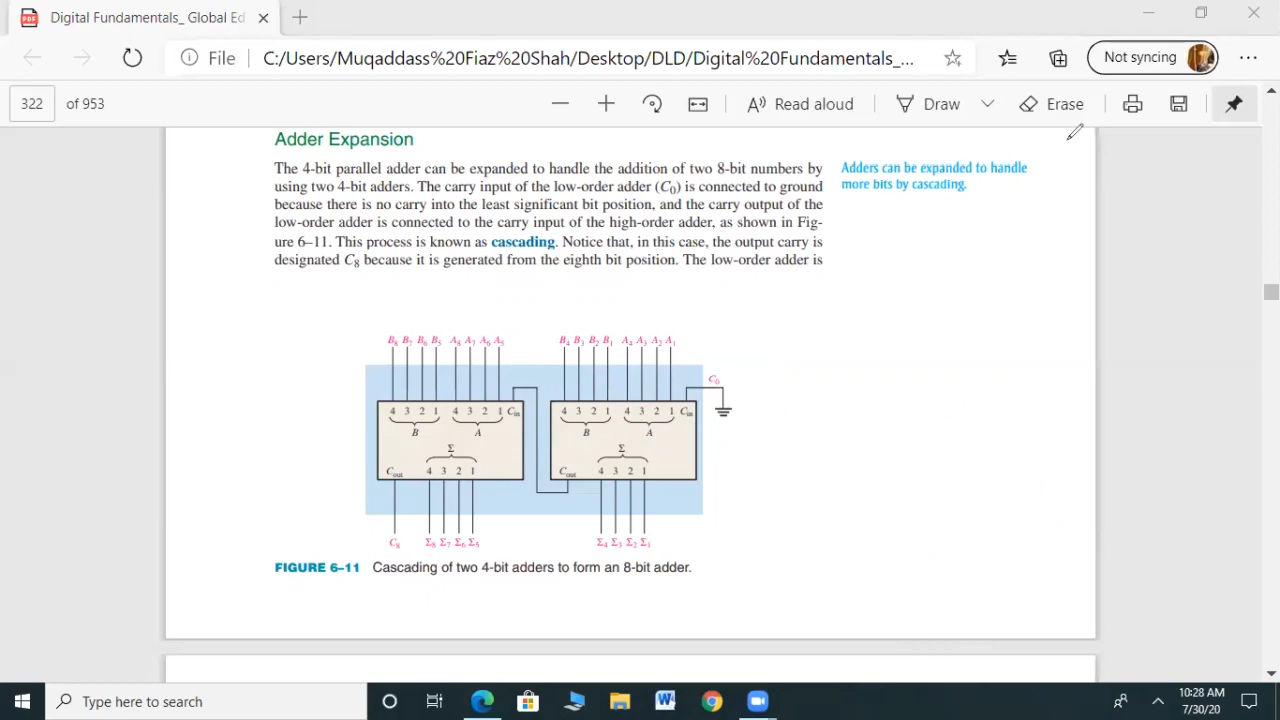 Digital Fundamentals_ Global Ed
File C:/Users/Muqaddass%20Fiaz%20Shah/Desktop/DLD/Digital%20Fundamentals_... Not syncing
322 of 953 Read aloud Draw Erase
Adder Expansion
The 4-bit parallel adder can be expanded to handle the addition of two 8-bit numbers by
using two 4-bit adders. The carry input of the low-order adder (C₀) is connected to ground
because there is no carry into the least significant bit position, and the carry output of the
low-order adder is connected to the carry input of the high-order adder, as shown in Fig-
ure 6–11. This process is known as cascading. Notice that, in this case, the output carry is
designated C₈ because it is generated from the eighth bit position. The low-order adder is
Adders can be expanded to handle
more bits by cascading.
B₈ B₇ B₆ B₅ A₈ A₇ A₆ A₅ B₄ B₃ B₂ B₁ A₄ A₃ A₂ A₁
C₀
4 3 2 1 4 3 2 1 Cin 4 3 2 1 4 3 2 1 Cin
B A B A
Σ Σ
Cout 4 3 2 1 Cout 4 3 2 1
C₈ Σ₈ Σ₇ Σ₆ Σ₅ Σ₄ Σ₃ Σ₂ Σ₁
FIGURE 6–11 Cascading of two 4-bit adders to form an 8-bit adder.
Type here to search
10:28 AM
7/30/20